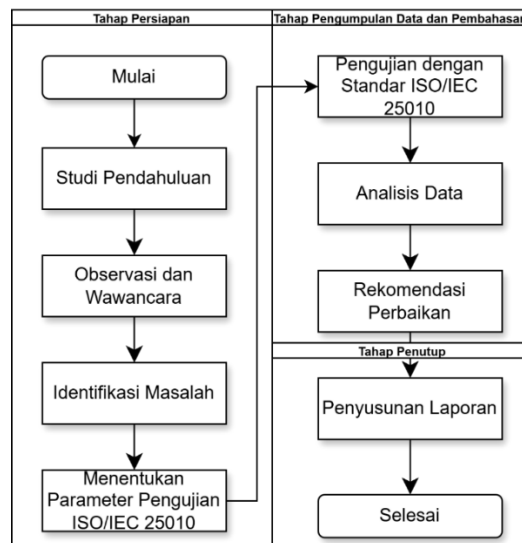 Tahap Persiapan
Mulai
Studi Pendahuluan
Observasi dan
Wawancara
Identifikasi Masalah
Menentukan
Parameter Pengujian
ISO/IEC 25010
Tahap Pengumpulan Data dan Pembahasan
Pengujian dengan
Standar ISO/IEC
25010
Analisis Data
Rekomendasi
Perbaikan
Tahap Penutup
Penyusunan Laporan
Selesai